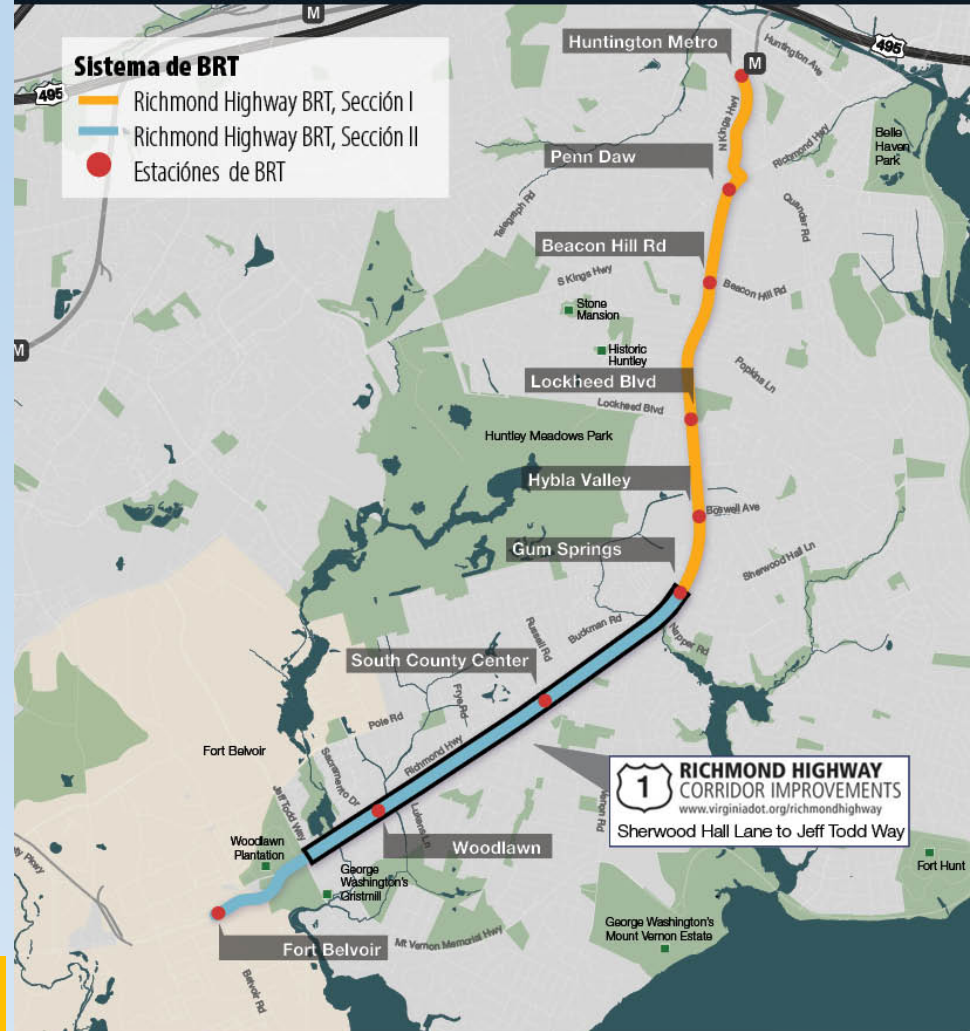 M
Huntington Metro
M
Huntington Ave
495
Sistema de BRT
495
Richmond Highway BRT, Sección I
Richmond Highway BRT, Sección II
Estaciónes de BRT
N Kings Hwy
Richmond Hwy
Belle
Haven
Park
Penn Daw
Telegraph Rd
Quander Rd
Beacon Hill Rd
S Kings Hwy
Beacon Hill Rd
Stone
Mansion
M
Historic
Huntley
Popkins Ln
Lockheed Blvd
Lockheed Blvd
Huntley Meadows Park
Hybla Valley
Boswell Ave
Gum Springs
Sherwood Hall Ln
Buckman Rd
Russell Rd
Napper Rd
South County Center
Frye Rd
Pole Rd
Richmond Hwy
Fort Belvoir
Sacramento Dr
Jeff Todd Way
1
RICHMOND HIGHWAY
CORRIDOR IMPROVEMENTS
www.virginiadot.org/richmondhighway
Sherwood Hall Lane to Jeff Todd Way
Lukens Ln
Woodlawn
Woodlawn
Plantation
Fort Hunt
George
Washington's
Gristmill
George Washington's
Mount Vernon Estate
Mt Vernon Memorial Hwy
Fort Belvoir
Belvoir Rd